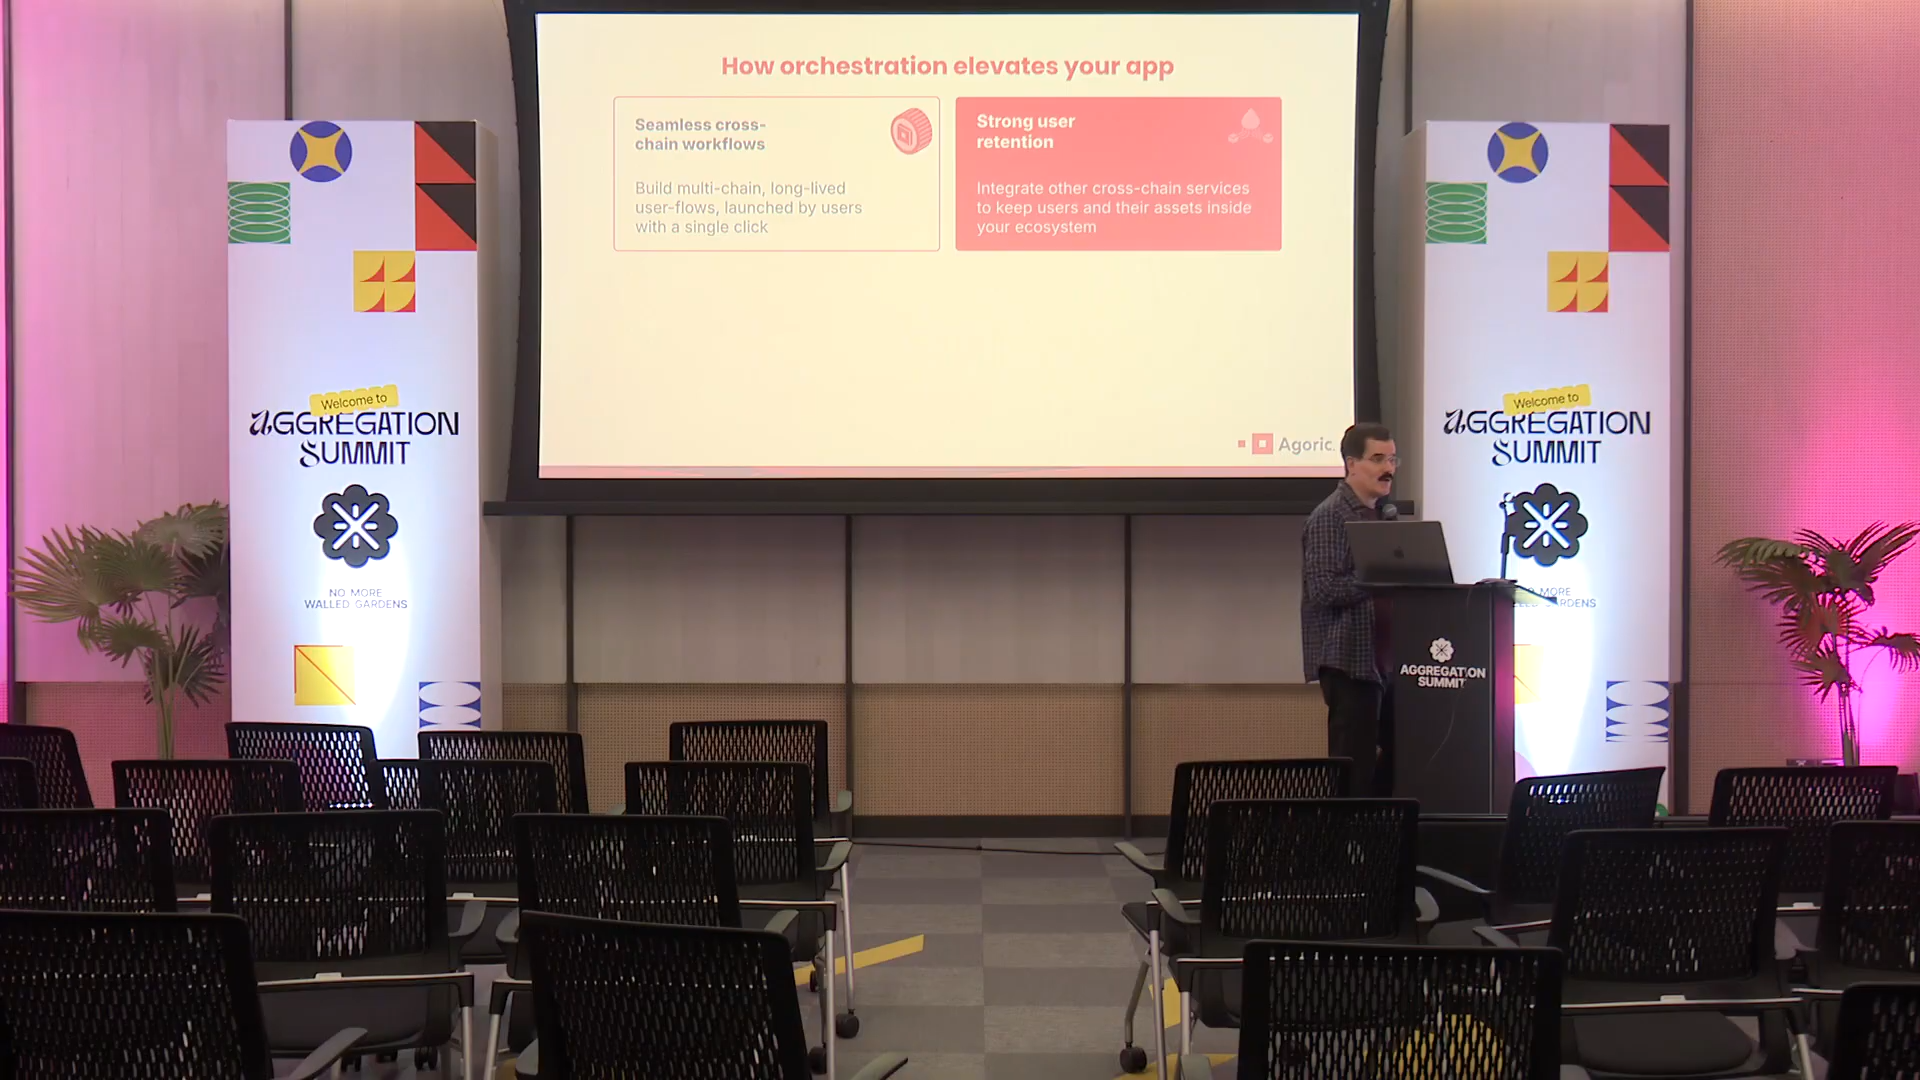 How orchestration elevates your app
Seamless cross-
chain workflows
Build multi-chain, long-lived
user-flows, launched by users
with a single click
Strong user
retention
Integrate other cross-chain services
to keep users and their assets inside
your ecosystem
Agoric
Welcome to
AGGREGATION
SUMMIT
NO MORE
WALLED GARDENS
Welcome to
AGGREGATION
SUMMIT
MORE
AGGREGATION
SUMMIT